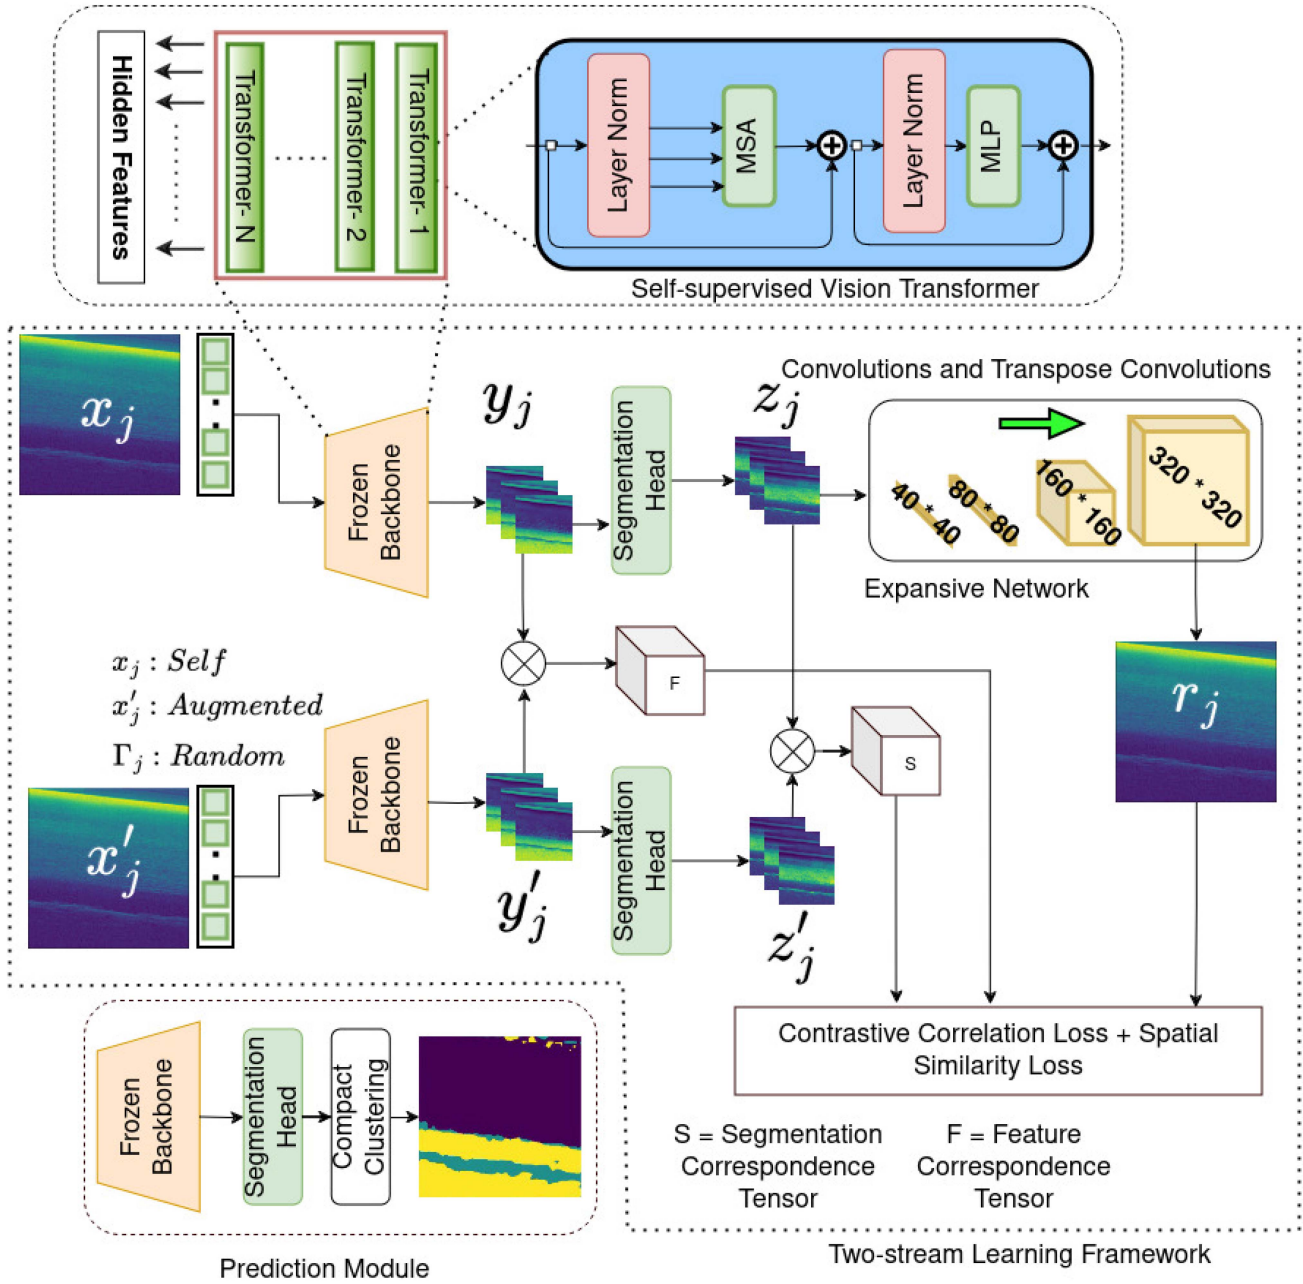 Hidden Features
Transformer- N
Transformer- 2
Transformer- 1
Layer Norm
MSA
Layer Norm
MLP
Self-supervised Vision Transformer
x_j
Frozen
Backbone
y_j
Segmentation
Head
z_j
Convolutions and Transpose Convolutions
40 * 40
80 * 80
160 * 160
320 * 320
Expansive Network
x_j : Self
x'_j : Augmented
Γ_j : Random
F
S
r_j
x'_j
Frozen
Backbone
y'_j
Segmentation
Head
z'_j
Contrastive Correlation Loss + Spatial
Similarity Loss
S = Segmentation
Correspondence
Tensor
F = Feature
Correspondence
Tensor
Two-stream Learning Framework
Frozen
Backbone
Segmentation
Head
Compact
Clustering
Prediction Module